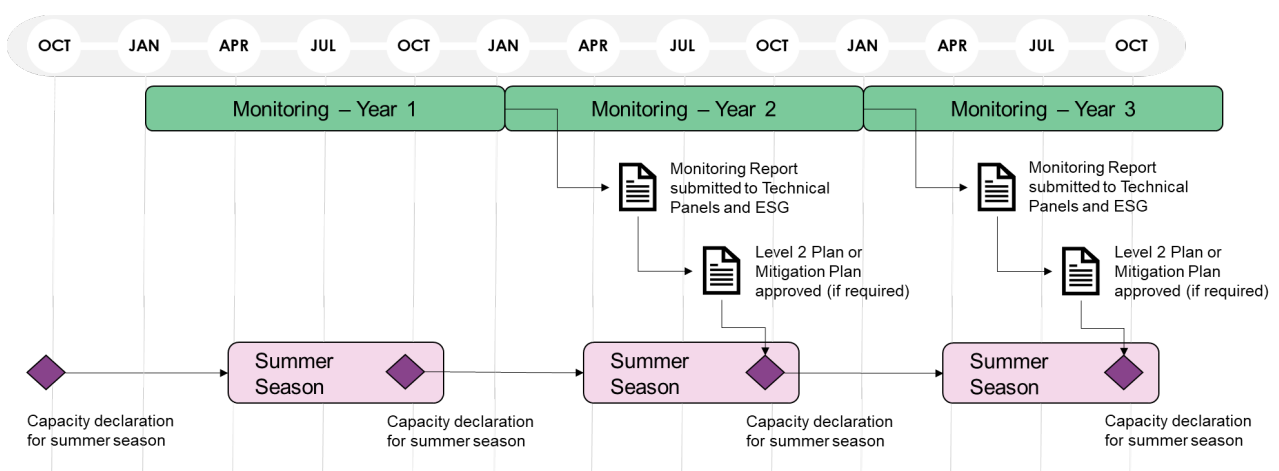 OCT JAN APR JUL OCT JAN APR JUL OCT JAN APR JUL OCT
Monitoring – Year 1
Monitoring – Year 2
Monitoring – Year 3
Monitoring Report
submitted to Technical
Panels and ESG
Monitoring Report
submitted to Technical
Panels and ESG
Level 2 Plan or
Mitigation Plan
approved (if required)
Level 2 Plan or
Mitigation Plan
approved (if required)
Summer
Season
Summer
Season
Summer
Season
Capacity declaration
for summer season
Capacity declaration
for summer season
Capacity declaration
for summer season
Capacity declaration
for summer season